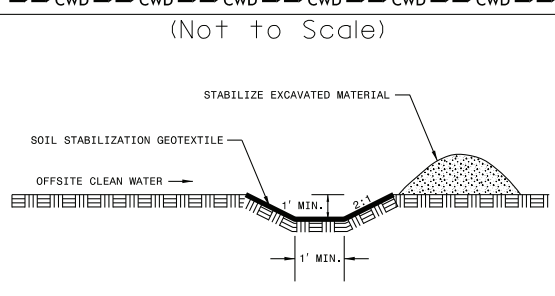 CWD CWD CWD CWD CWD CWD
(Not to Scale)
STABILIZE EXCAVATED MATERIAL
SOIL STABILIZATION GEOTEXTILE
OFFSITE CLEAN WATER
1' MIN.
2:1
1' MIN.